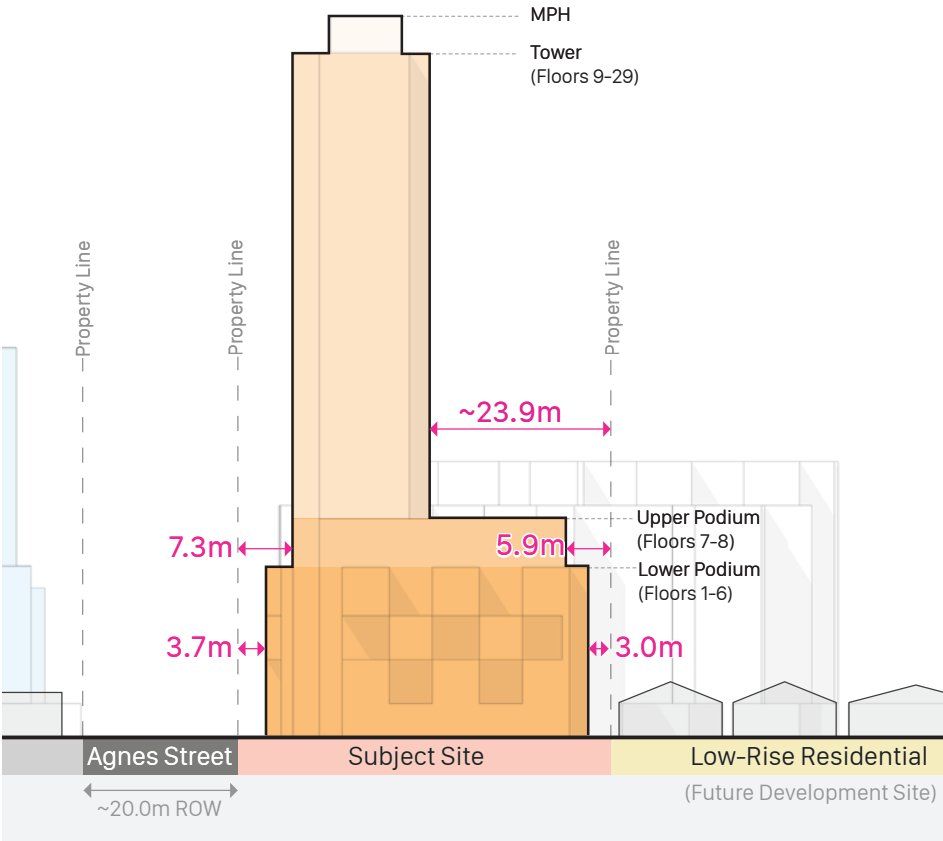 MPH
Tower
(Floors 9-29)
Property Line
Property Line
Property Line
~23.9m
Upper Podium
(Floors 7-8)
7.3m
5.9m
Lower Podium
(Floors 1-6)
3.7m
3.0m
Agnes Street
Subject Site
Low-Rise Residential
~20.0m ROW
(Future Development Site)